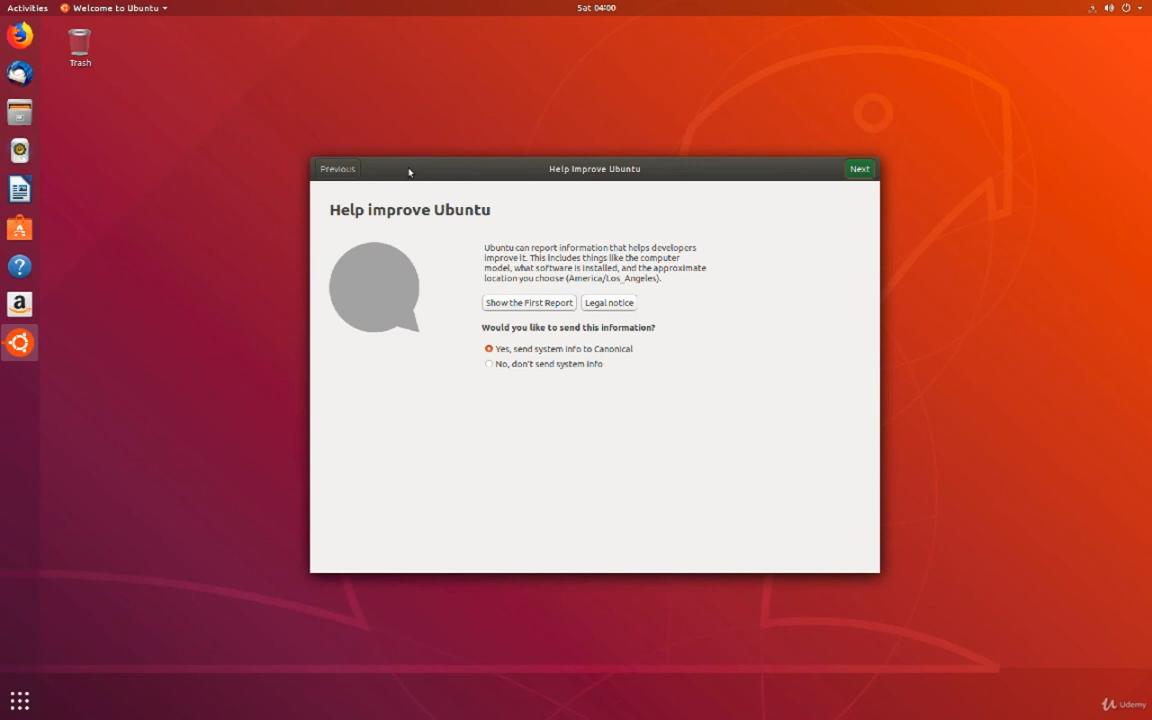 Activities
Welcome to Ubuntu
Sat 04:00
Trash
Previous
Help Improve Ubuntu
Next
Help improve Ubuntu
Ubuntu can report information that helps developers
improve it. This includes things like the computer
model, what software is installed, and the approximate
location you choose (America/Los_Angeles).
Show the First Report
Legal notice
Would you like to send this information?
Yes, send system info to Canonical
No, don't send system info
Udemy